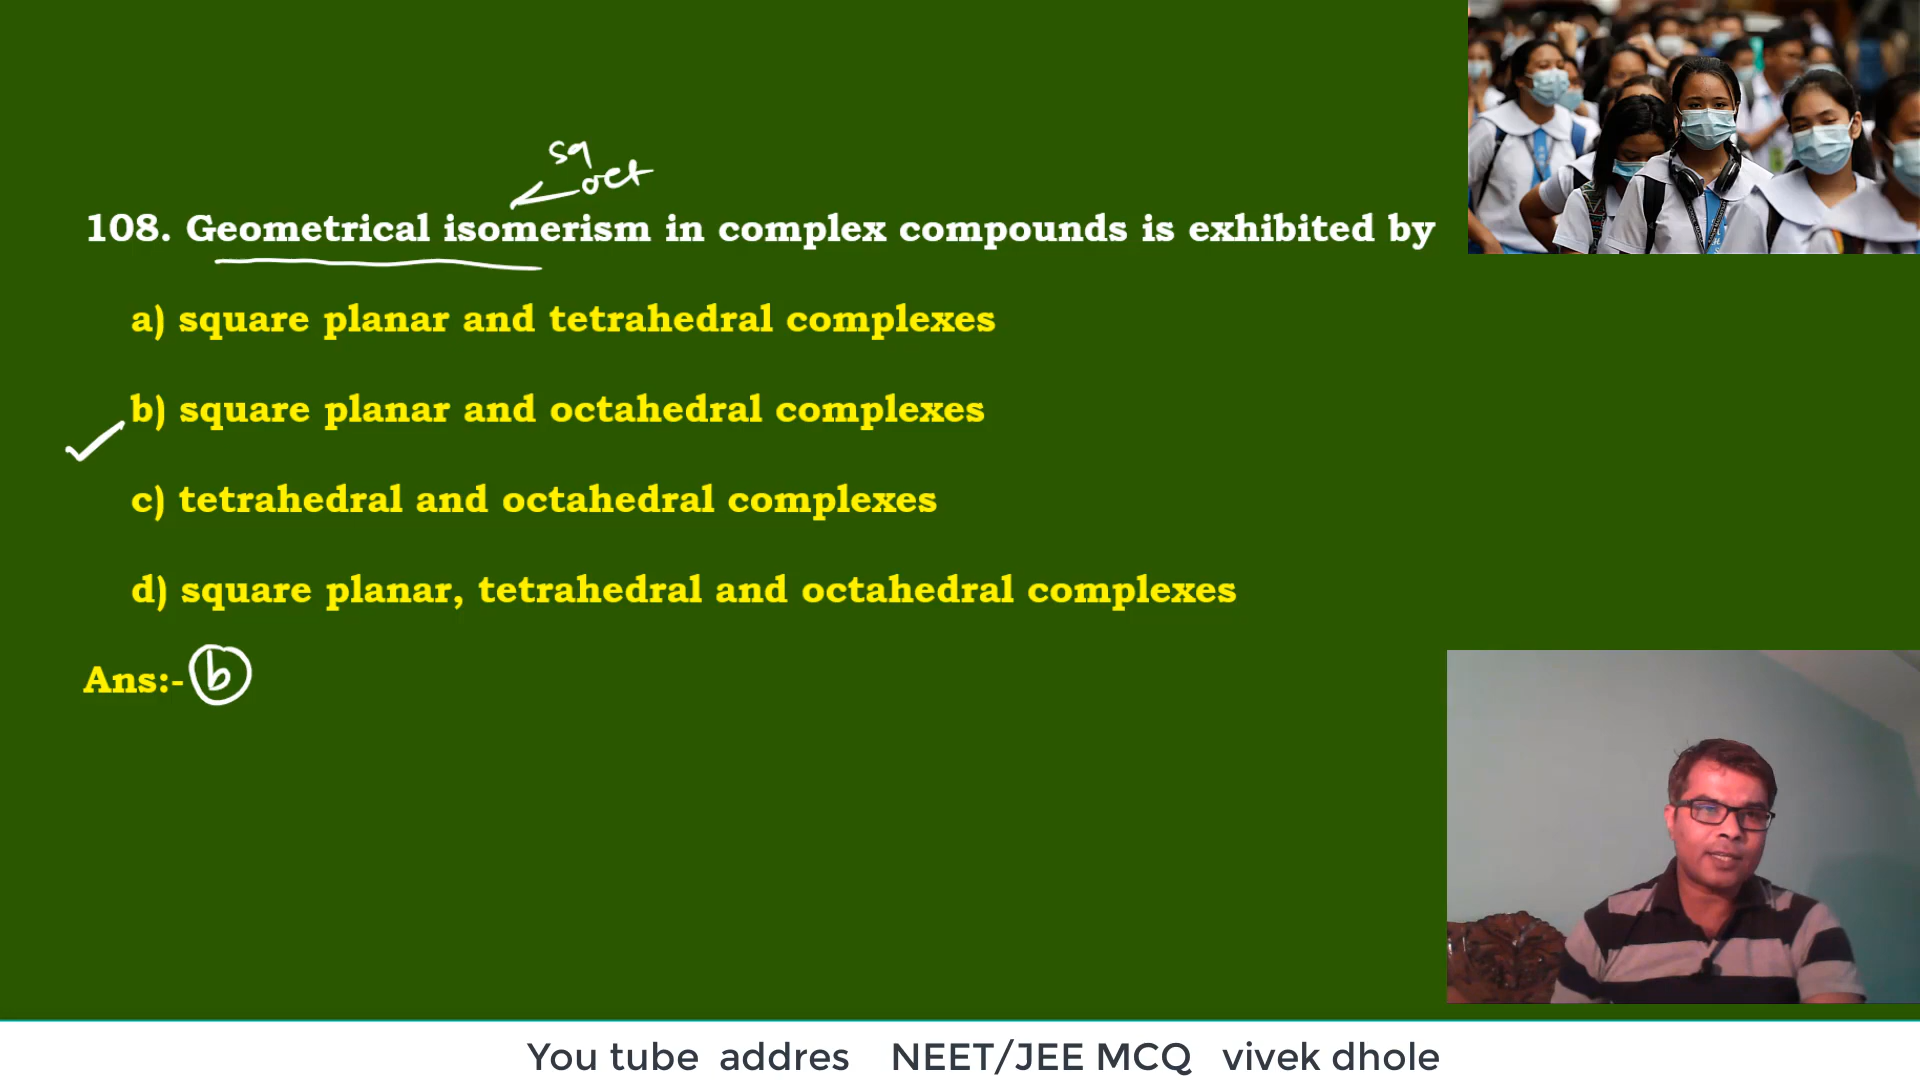 sq
oct
108. Geometrical isomerism in complex compounds is exhibited by
a) square planar and tetrahedral complexes
b) square planar and octahedral complexes
c) tetrahedral and octahedral complexes
d) square planar, tetrahedral and octahedral complexes
Ans:- b
You tube addres NEET/JEE MCQ vivek dhole